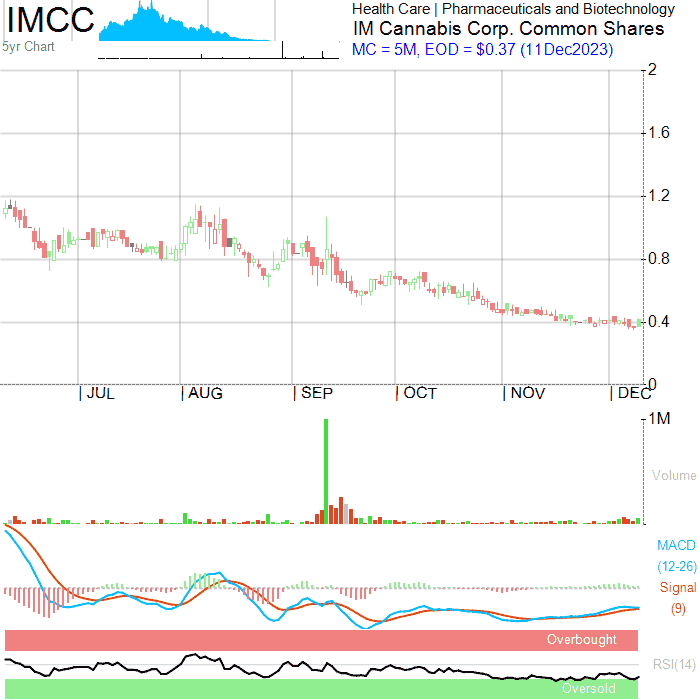 IMCC
5yr Chart
Health Care | Pharmaceuticals and Biotechnology
IM Cannabis Corp. Common Shares
MC = 5M, EOD = $0.37 (11Dec2023)
2
1.6
1.2
0.8
0.4
0
| JUL | AUG | SEP | OCT | NOV | DEC
1M
Volume
MACD
(12-26)
Signal
(9)
Overbought
RSI(14)
Oversold